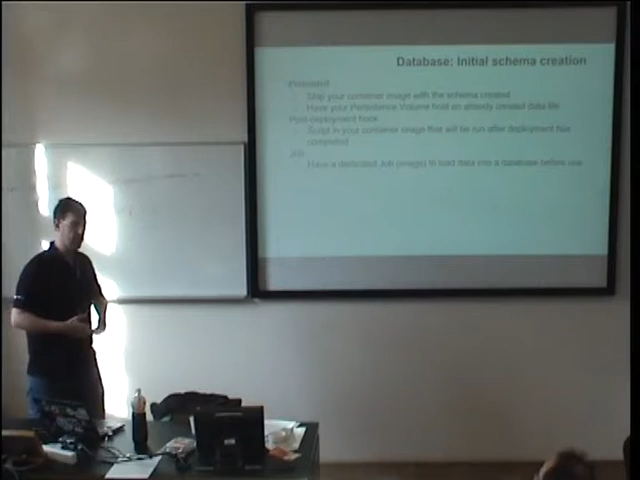 Database: Initial schema creation
Preloaded
Ship your container image with the schema created
Have your Persistence Volume hold an already created data file
Post-deployment hook
Script in your container image that will be run after deployment has
completed
Job
Have a dedicated Job (image) to load data into a database before use